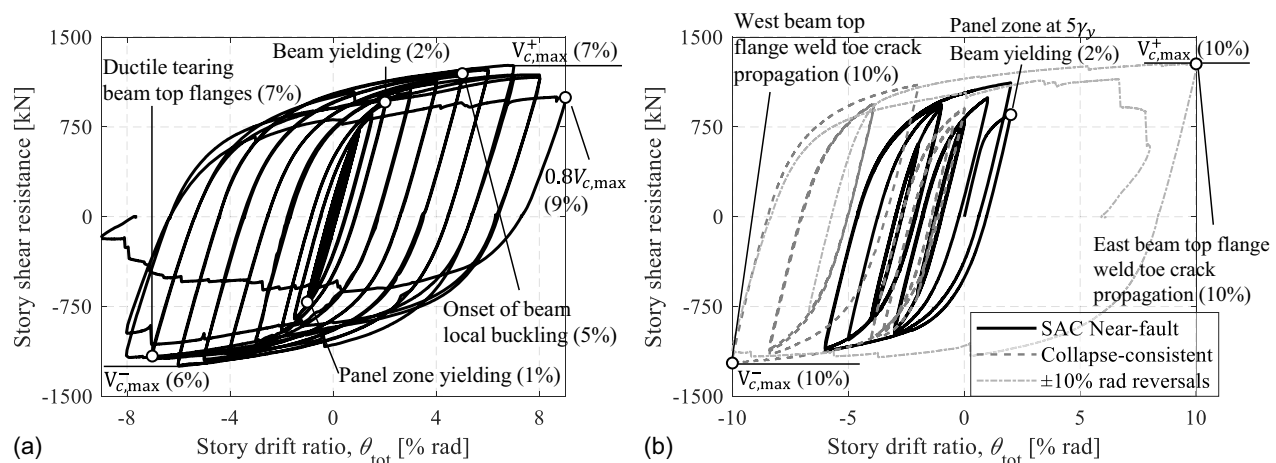 Beam yielding (2%)
V⁺c,max (7%)
Ductile tearing
beam top flanges (7%)
0.8Vc,max
(9%)
Onset of beam
local buckling (5%)
Panel zone yielding (1%)
V⁻c,max (6%)
1500
750
0
-750
-1500
Story shear resistance [kN]
-8
-4
0
4
8
(a)
Story drift ratio, θtot [% rad]
West beam top
flange weld toe crack
propagation (10%)
Panel zone at 5γy
Beam yielding (2%)
V⁺c,max (10%)
East beam top flange
weld toe crack
propagation (10%)
V⁻c,max (10%)
SAC Near-fault
Collapse-consistent
±10% rad reversals
1500
750
0
-750
-1500
Story shear resistance [kN]
-10
-5
0
5
10
(b)
Story drift ratio, θtot [% rad]